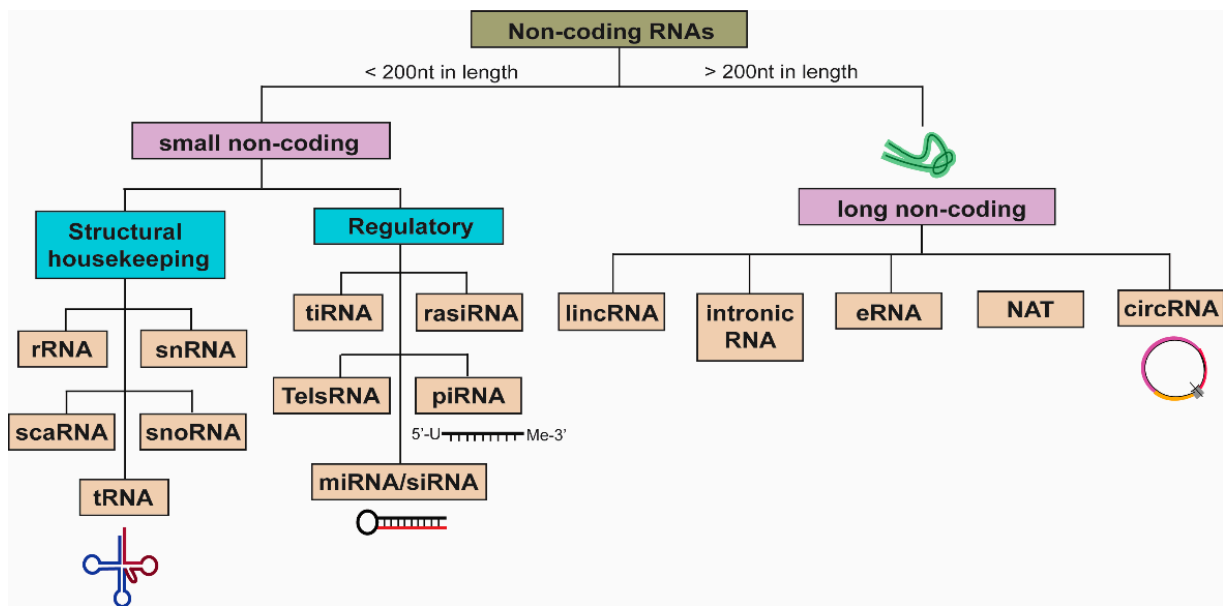 Non-coding RNAs
< 200nt in length
> 200nt in length
small non-coding
long non-coding
Structural
housekeeping
Regulatory
rRNA
snRNA
scaRNA
snoRNA
tRNA
tiRNA
rasiRNA
TelsRNA
piRNA
5’-U
Me-3’
miRNA/siRNA
lincRNA
intronic
RNA
eRNA
NAT
circRNA